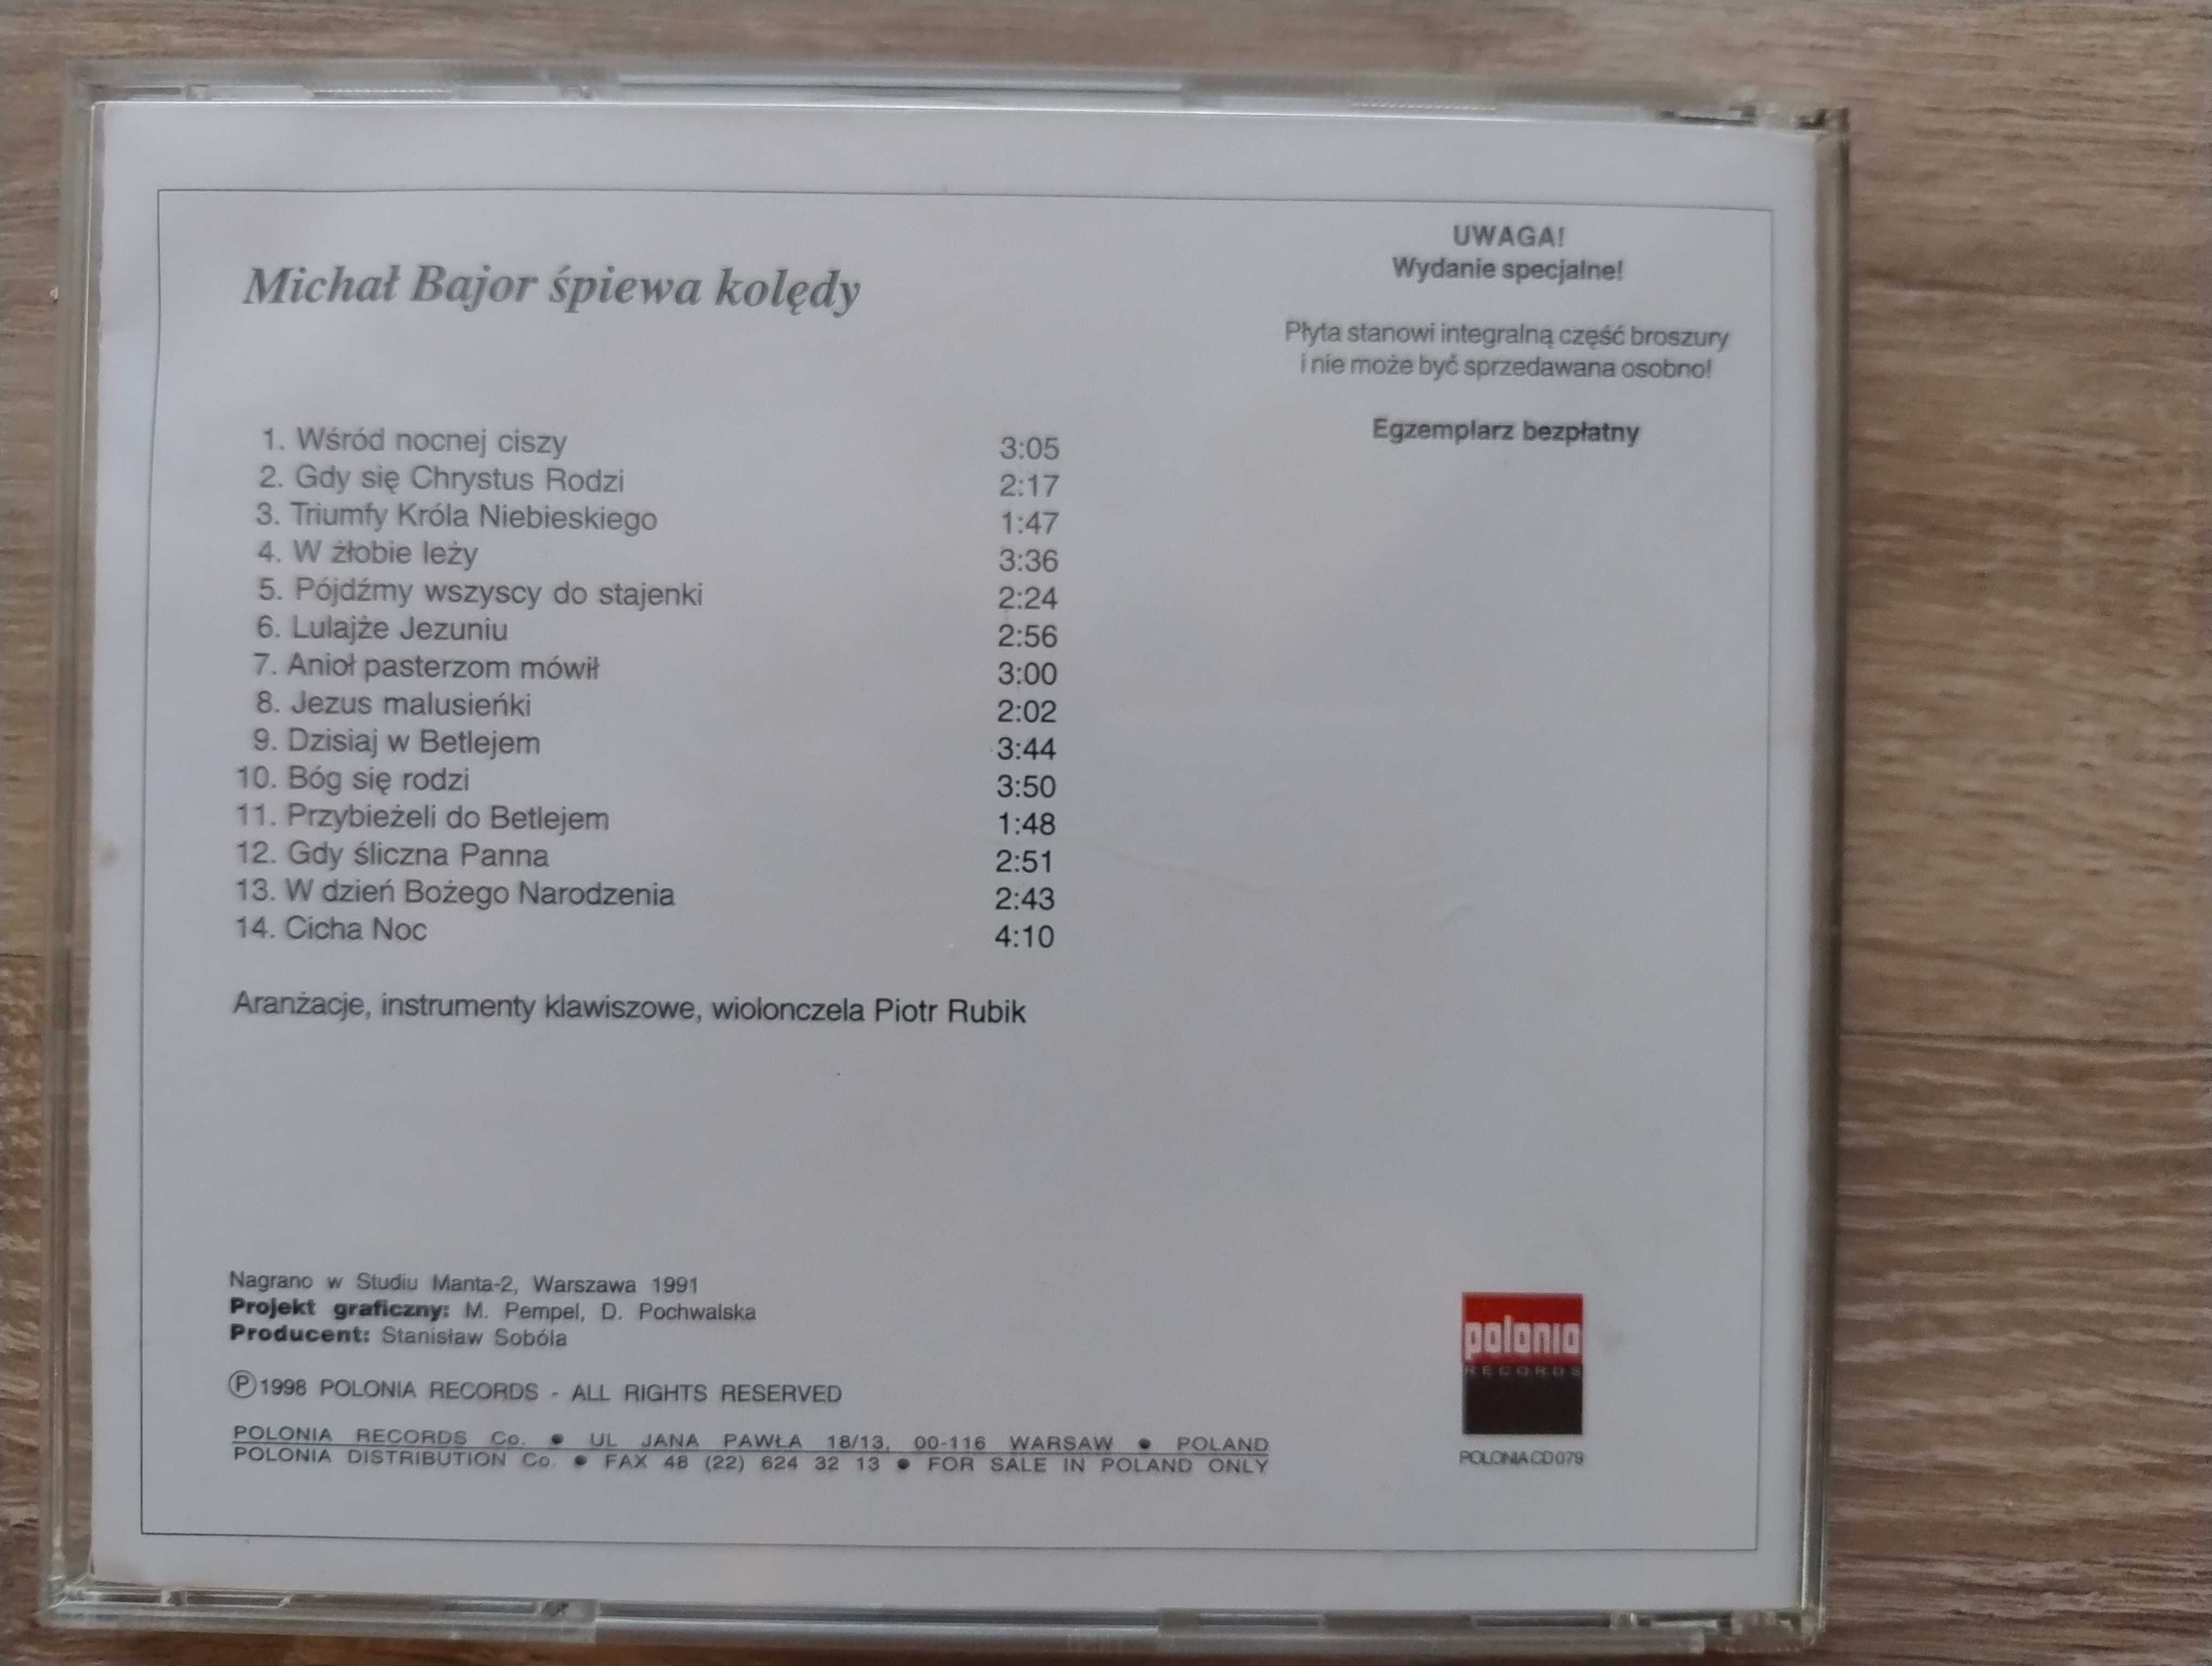 Michał Bajor śpiewa kolędy
UWAGA!
Wydanie specjalne!
Płyta stanowi integralną część broszury
i nie może być sprzedawana osobno!
Egzemplarz bezpłatny
1. Wśród nocnej ciszy 3:05
2. Gdy się Chrystus Rodzi 2:17
3. Triumfy Króla Niebieskiego 1:47
4. W żłobie leży 3:36
5. Pójdźmy wszyscy do stajenki 2:24
6. Lulajże Jezuniu 2:56
7. Anioł pasterzom mówił 3:00
8. Jezus malusieńki 2:02
9. Dzisiaj w Betlejem 3:44
10. Bóg się rodzi 3:50
11. Przybieżeli do Betlejem 1:48
12. Gdy śliczna Panna 2:51
13. W dzień Bożego Narodzenia 2:43
14. Cicha Noc 4:10
Aranżacje, instrumenty klawiszowe, wiolonczela Piotr Rubik
Nagrano w Studiu Manta-2, Warszawa 1991
Projekt graficzny: M. Pempel, D. Pochwalska
Producent: Stanisław Sobóla
Ⓟ1998 POLONIA RECORDS - ALL RIGHTS RESERVED
POLONIA RECORDS Co. ● UL JANA PAWŁA 18/13, 00-116 WARSAW ● POLAND
POLONIA DISTRIBUTION Co. ● FAX 48 (22) 624 32 13 ● FOR SALE IN POLAND ONLY
polonia
RECORDS
POLONIA CD 079